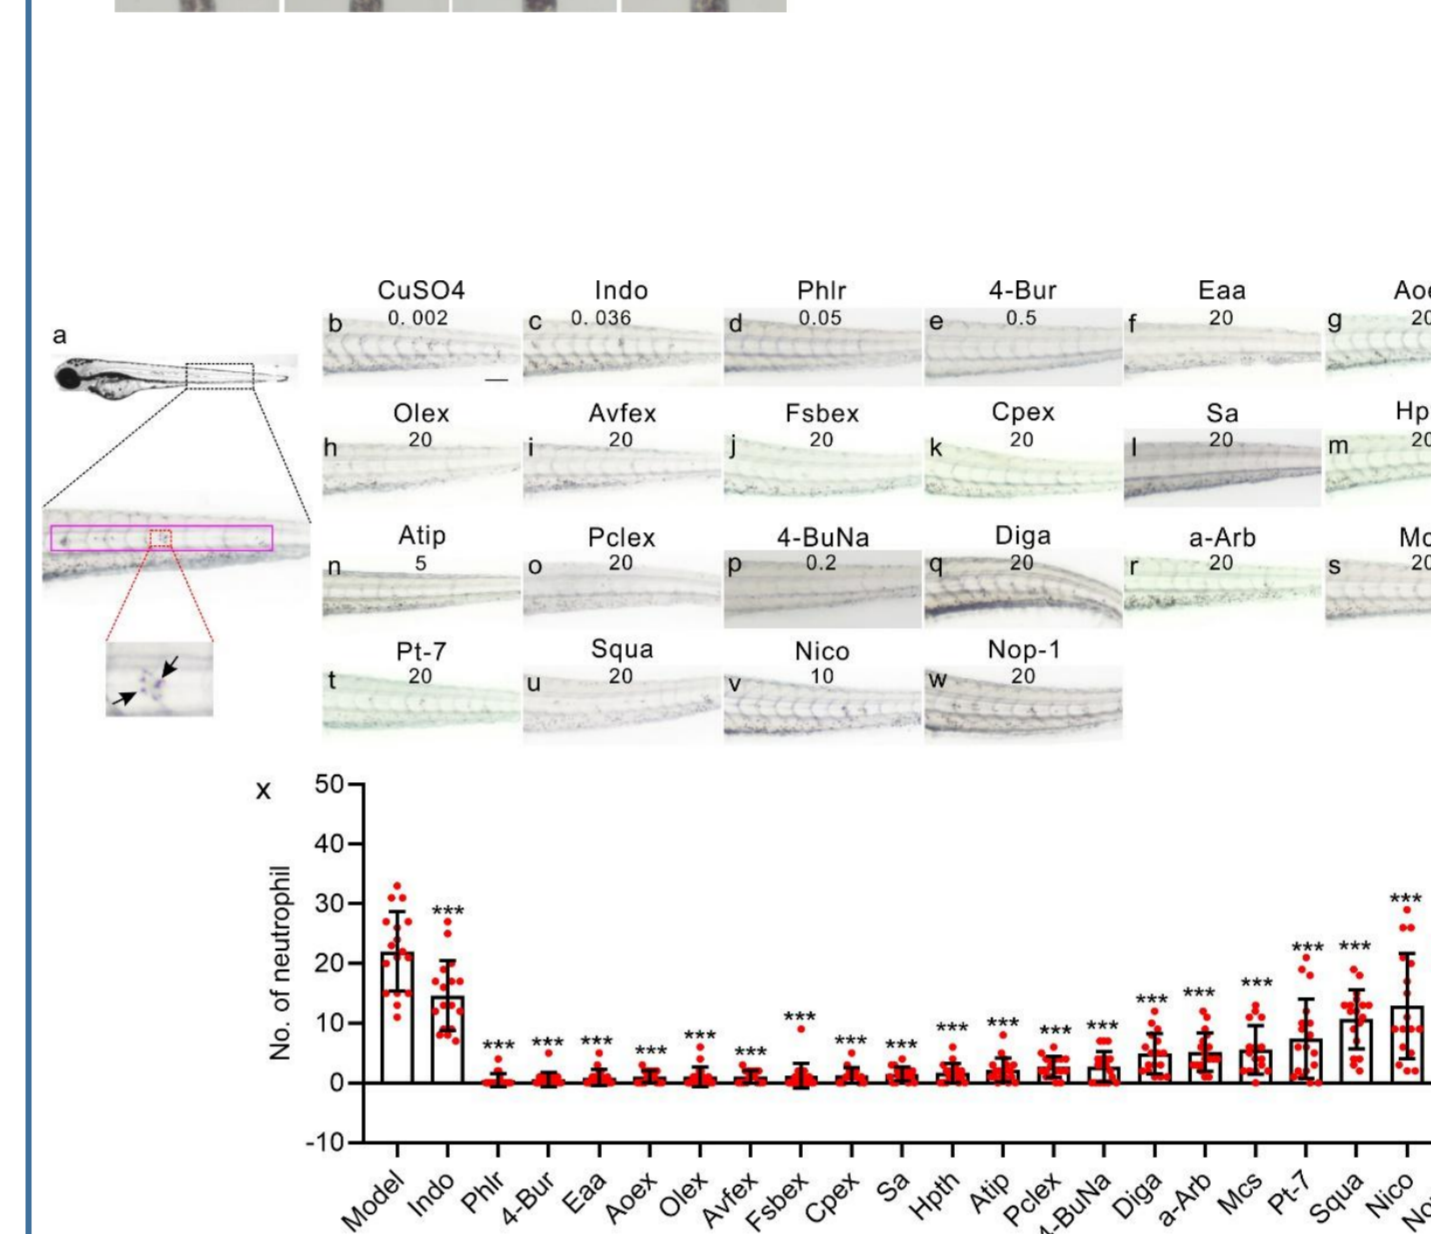 a
CuSO4 Indo Phlr 4-Bur Eaa
b 0.002 c 0.036 d 0.05 e 0.5 f 20 g
Olex Avfex Fsbex Cpex Sa
h 20 i 20 j 20 k 20 l 20 m
Atip Pclex 4-BuNa Diga a-Arb
n 5 o 20 p 0.2 q 20 r 20 s
Pt-7 Squa Nico Nop-1
t 20 u 20 v 10 w 20
x
No. of neutrophil
50
40
30
20
10
0
-10
*** *** *** *** *** *** *** *** *** *** *** *** *** *** *** *** *** *** *** ***
Model Indo Phlr 4-Bur Eaa Aoex Olex Avfex Fsbex Cpex Sa Hpth Atip Pclex 4-BuNa Diga a-Arb Mcs Pt-7 Squa Nico